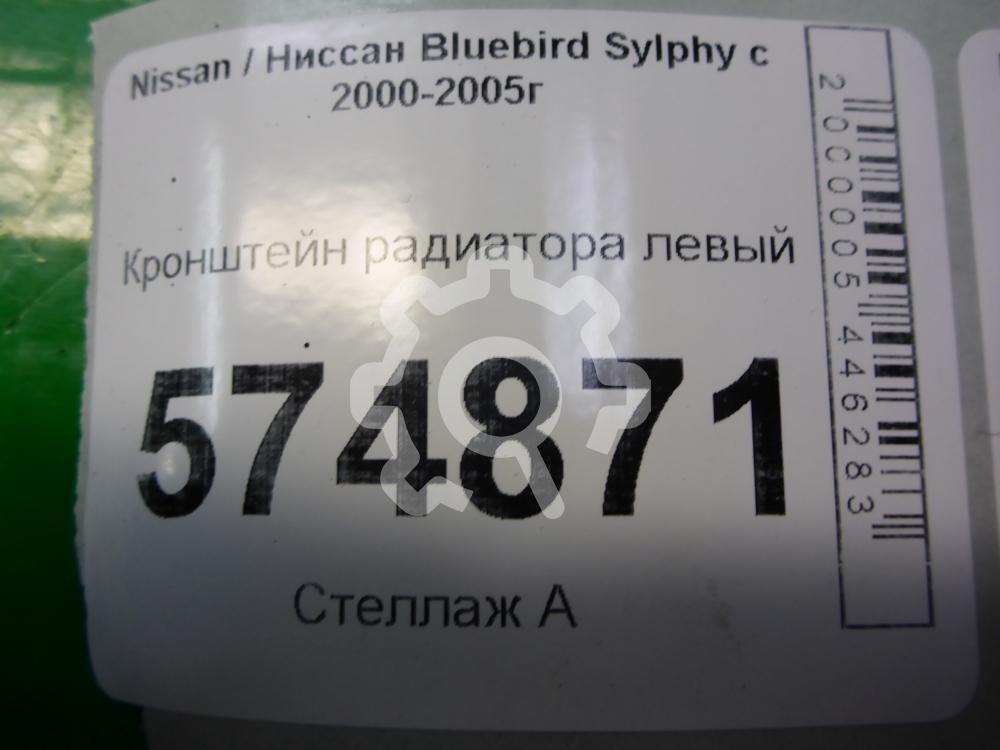 Nissan / Ниссан Bluebird Sylphy с
2000-2005г
Кронштейн радиатора левый
574871
Стеллаж А
2000005446283